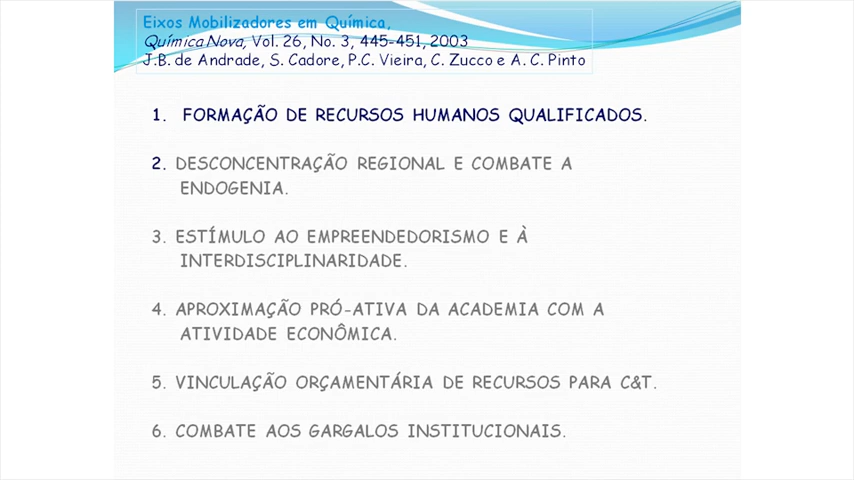 Eixos Mobilizadores em Química,
Química Nova, Vol. 26, No. 3, 445-451, 2003
J.B. de Andrade, S. Cadore, P.C. Vieira, C. Zucco e A. C. Pinto
1. FORMAÇÃO DE RECURSOS HUMANOS QUALIFICADOS.
2. DESCONCENTRAÇÃO REGIONAL E COMBATE A
ENDOGENIA.
3. ESTÍMULO AO EMPREENDEDORISMO E À
INTERDISCIPLINARIDADE.
4. APROXIMAÇÃO PRÓ-ATIVA DA ACADEMIA COM A
ATIVIDADE ECONÔMICA.
5. VINCULAÇÃO ORÇAMENTÁRIA DE RECURSOS PARA C&T.
6. COMBATE AOS GARGALOS INSTITUCIONAIS.